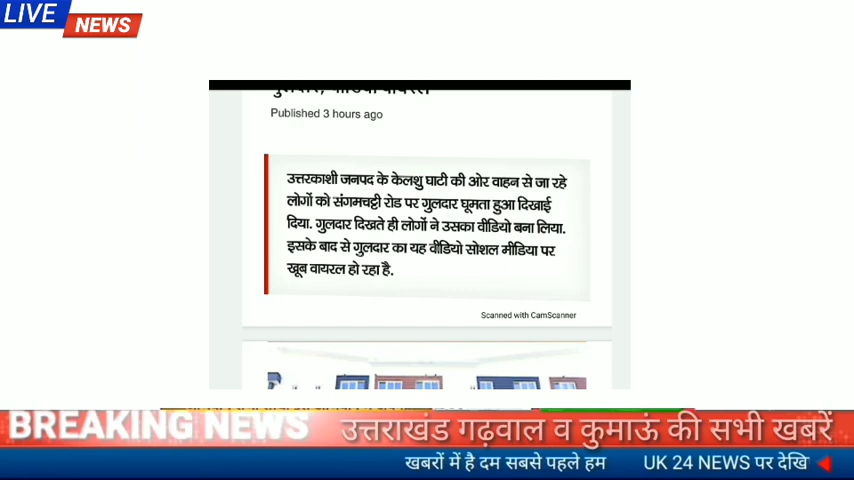 LIVE
NEWS
Published 3 hours ago
उत्तरकाशी जनपद के केलशु घाटी की ओर वाहन से जा रहे
लोगों को संगमचट्टी रोड पर गुलदार घूमता हुआ दिखाई
दिया. गुलदार दिखते ही लोगों ने उसका वीडियो बना लिया.
इसके बाद से गुलदार का यह वीडियो सोशल मीडिया पर
खूब वायरल हो रहा है.
Scanned with CamScanner
BREAKING NEWS
उत्तराखंड गढ़वाल व कुमाऊं की सभी खबरें
खबरों में है दम सबसे पहले हम
UK 24 NEWS पर देखि